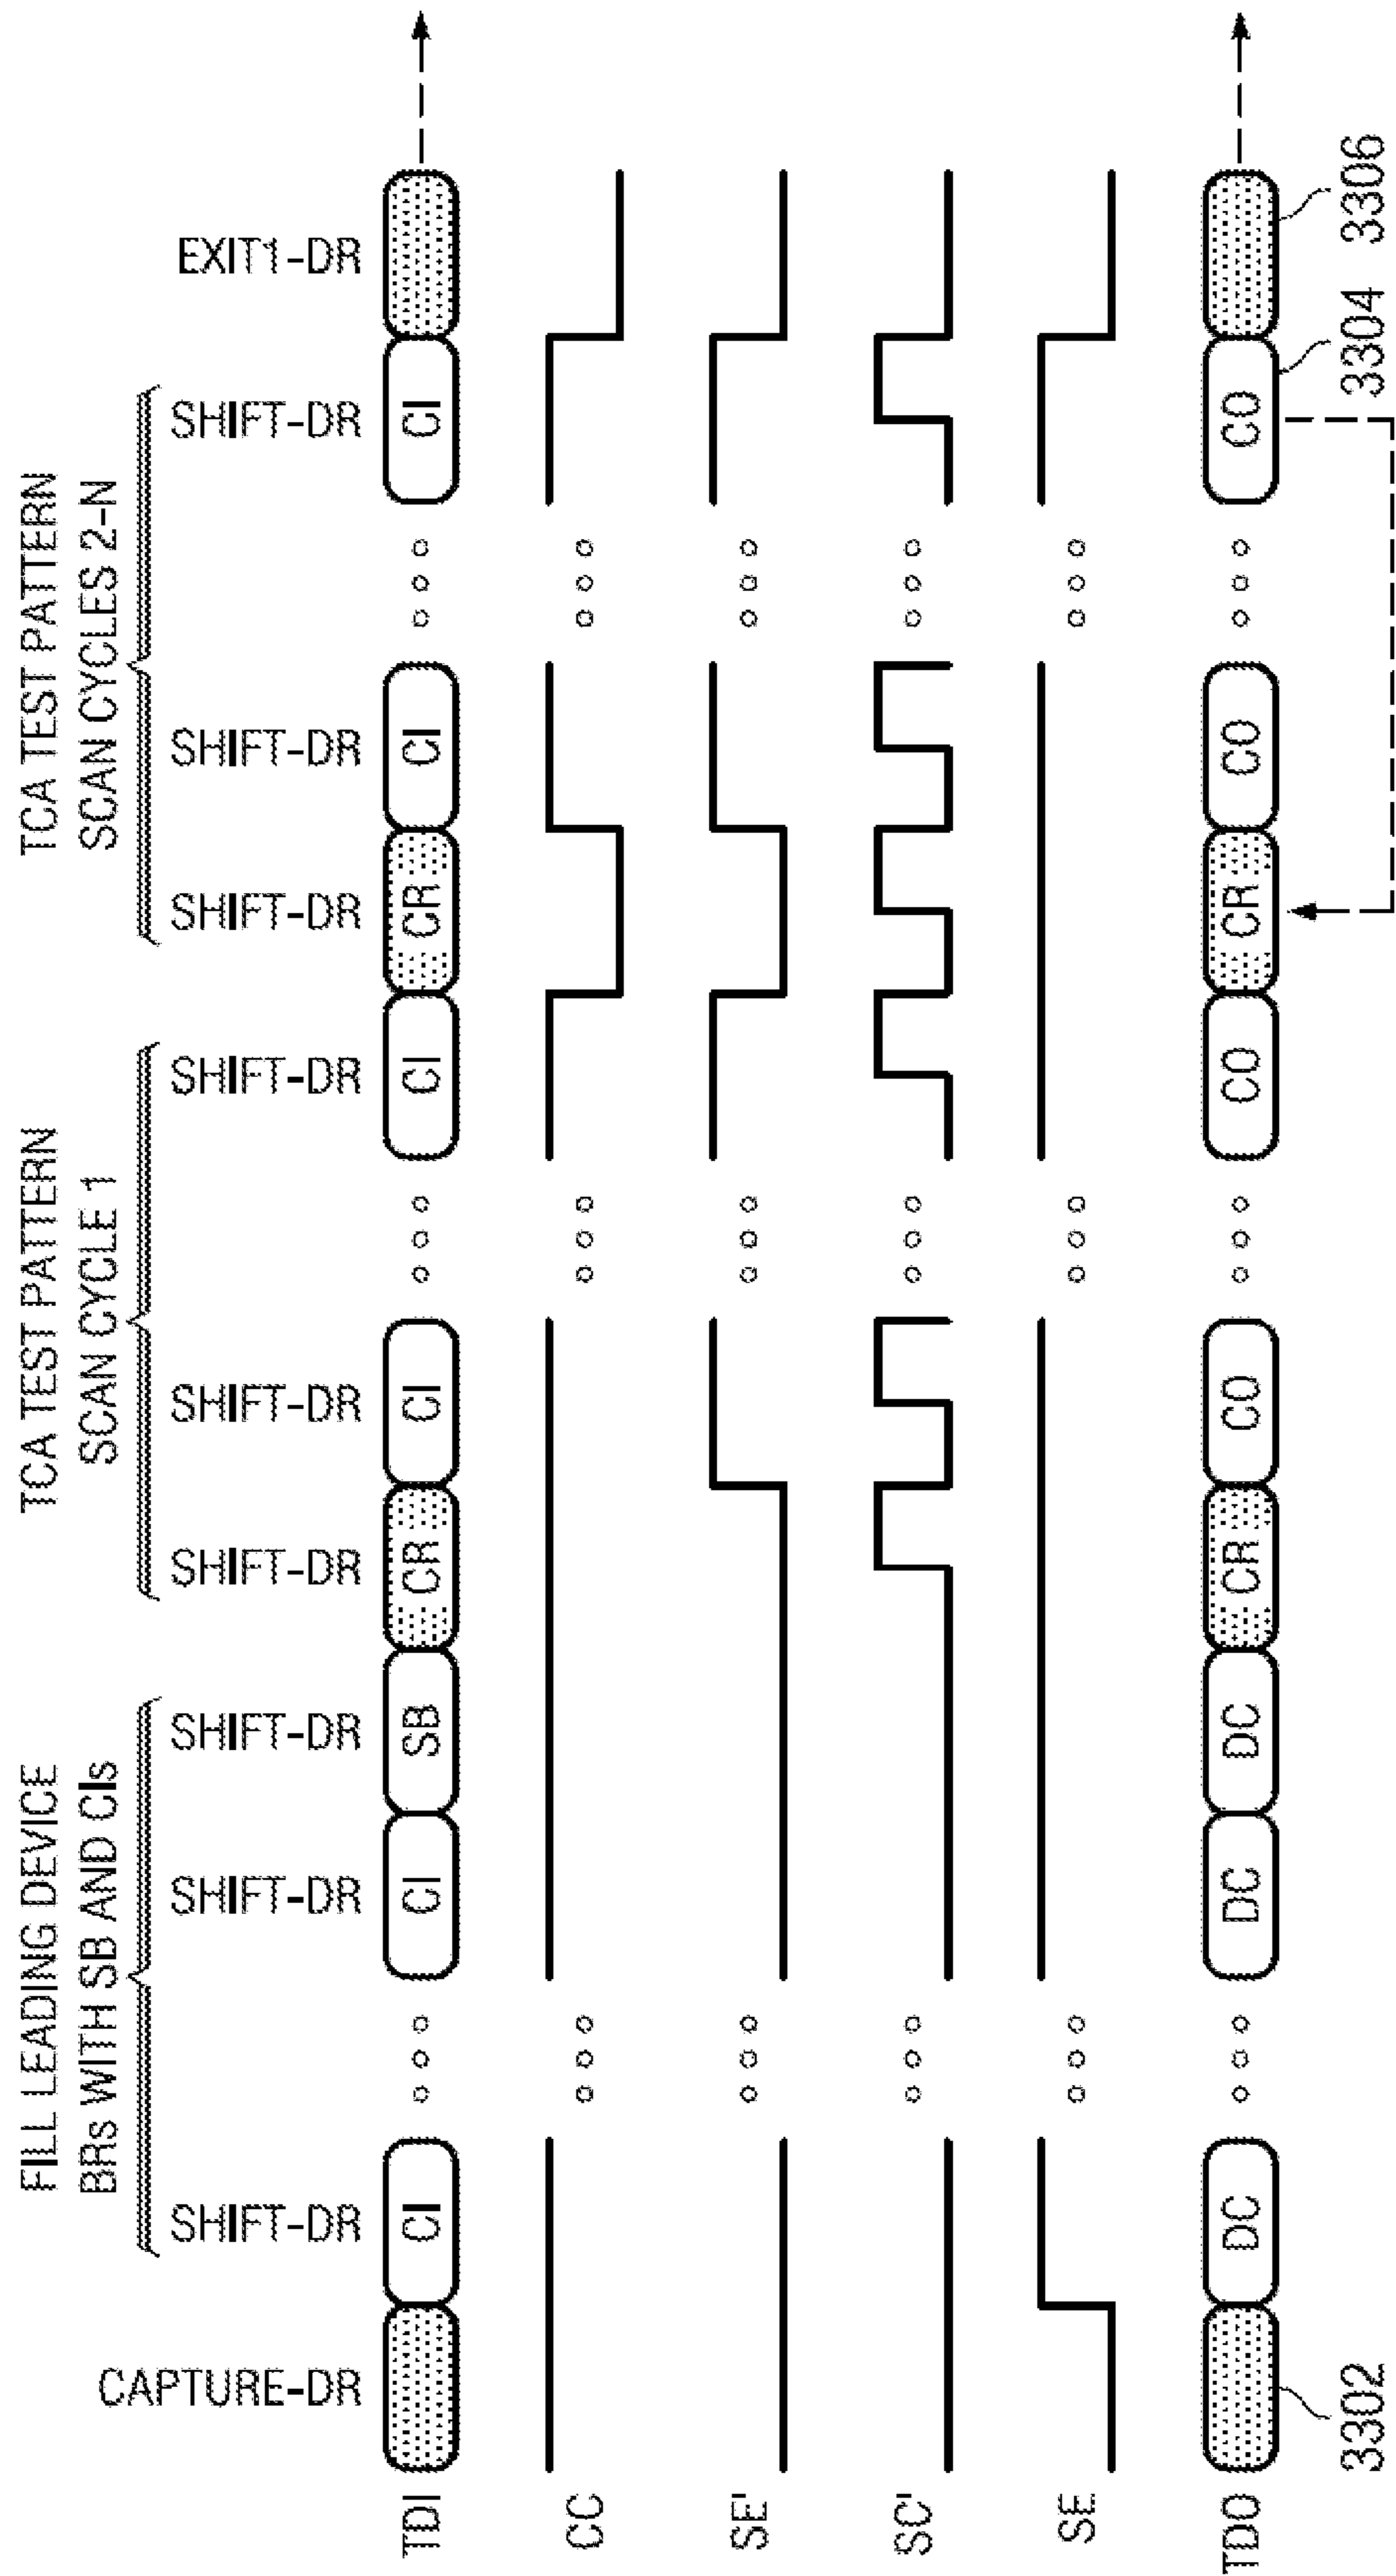 FILL LEADING DEVICE
BRs WITH SB AND CIs
TCA TEST PATTERN
SCAN CYCLE 1
TCA TEST PATTERN
SCAN CYCLES 2-N
CAPTURE-DR
SHIFT-DR
SHIFT-DR
SHIFT-DR
SHIFT-DR
SHIFT-DR
SHIFT-DR
SHIFT-DR
SHIFT-DR
SHIFT-DR
EXIT1-DR
TDI
CI
CI
SB
CR
CI
CI
CR
CI
CI
CC
SE'
SC'
SE
TDO
DC
DC
DC
CR
CO
CO
CR
CO
CO
3302
3304
3306